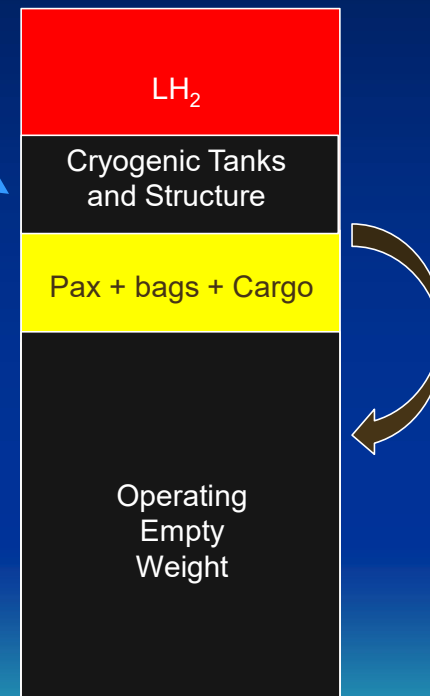 LH₂
Cryogenic Tanks
and Structure
Pax + bags + Cargo
Operating
Empty
Weight